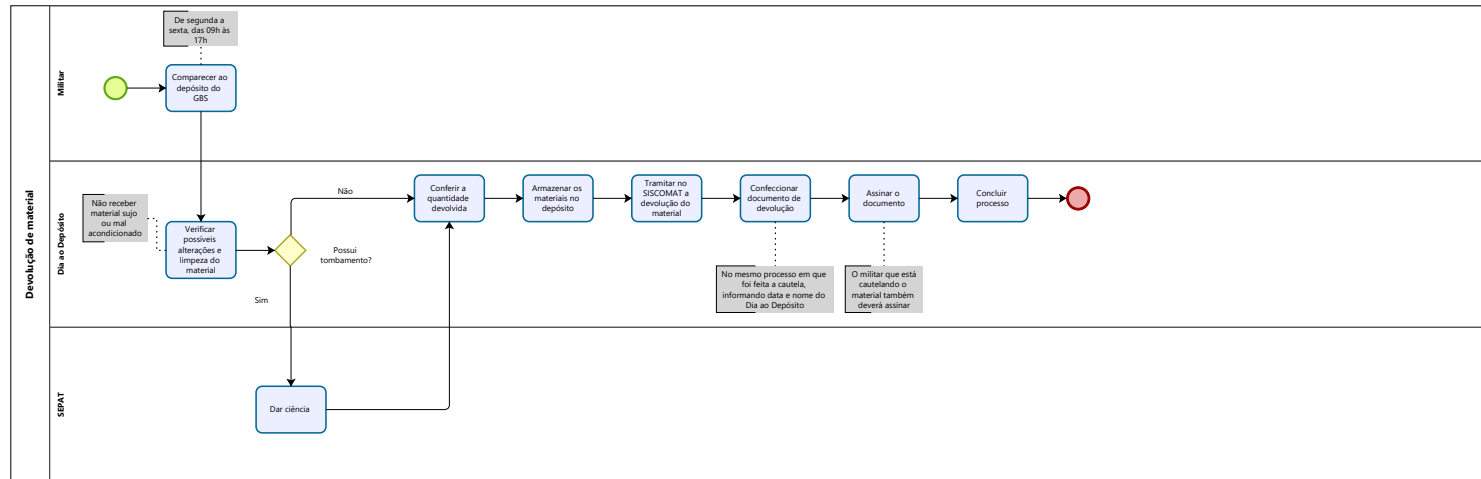 Devolução de material
Militar
De segunda a
sexta, das 09h às
17h
Comparecer ao
depósito do
GBS
Dia ao Depósito
Não receber
material sujo
ou mal
acondicionado
Verificar
possíveis
alterações e
limpeza do
material
Possui
tombamento?
Não
Sim
Conferir a
quantidade
devolvida
Armazenar os
materiais no
depósito
Tramitar no
SISCOMAT a
devolução do
material
Confeccionar
documento de
devolução
Assinar o
documento
Concluir
processo
No mesmo processo em que
foi feita a cautela,
informando data e nome do
Dia ao Depósito
O militar que está
cautelando o
material também
deverá assinar
SEPAT
Dar ciência